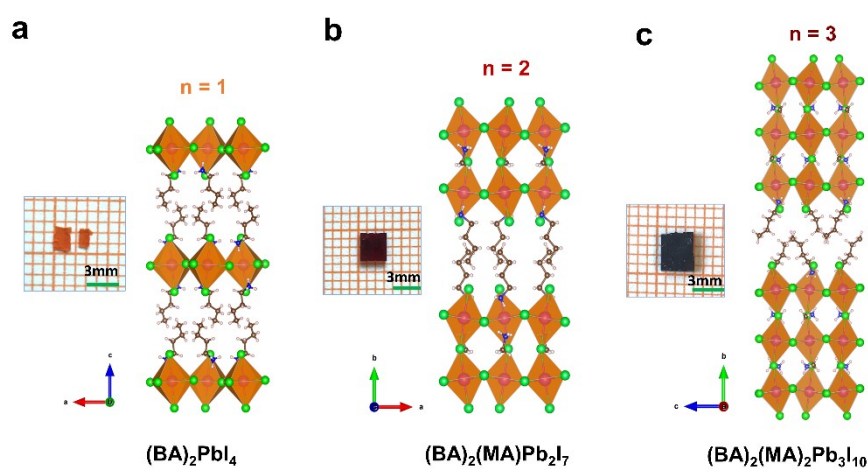 a
n = 1
3mm
c
a
(BA)₂PbI₄
b
n = 2
3mm
b
a
(BA)₂(MA)Pb₂I₇
c
n = 3
3mm
b
c
(BA)₂(MA)₂Pb₃I₁₀